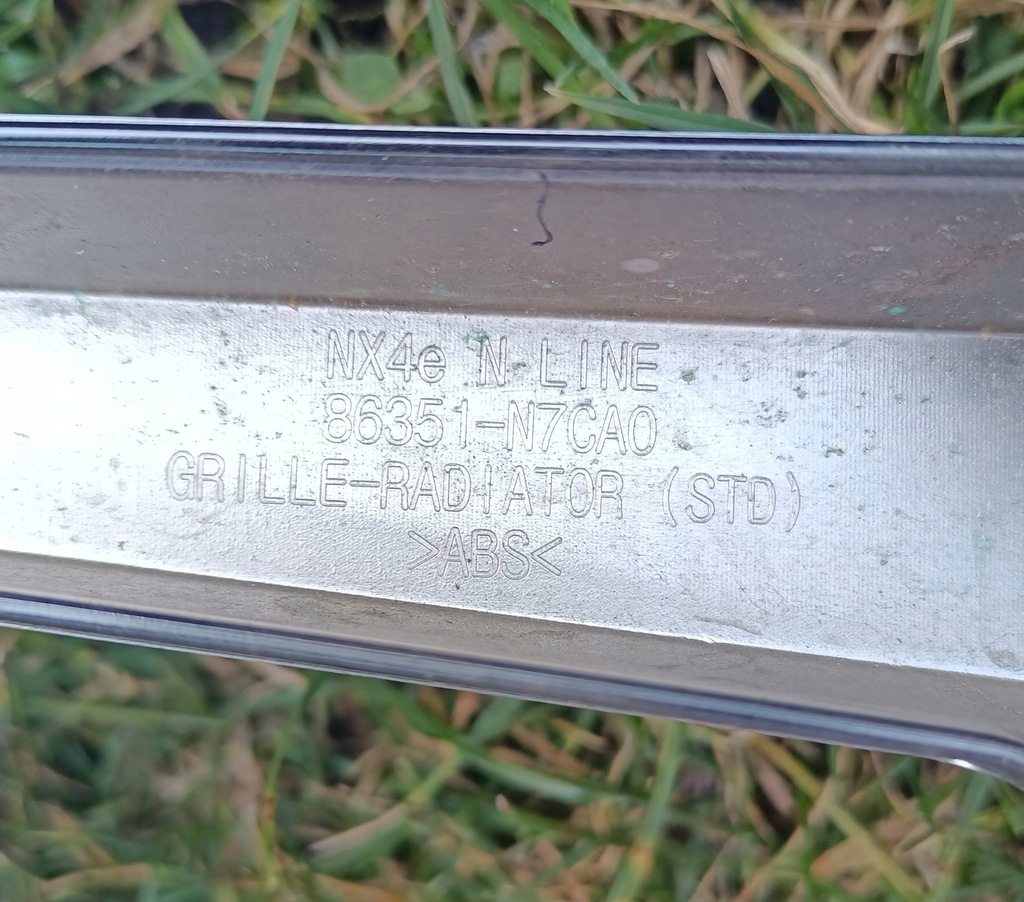 NX4e N LINE
86351-N7CA0
GRILLE-RADIATOR (STD)
>ABS<